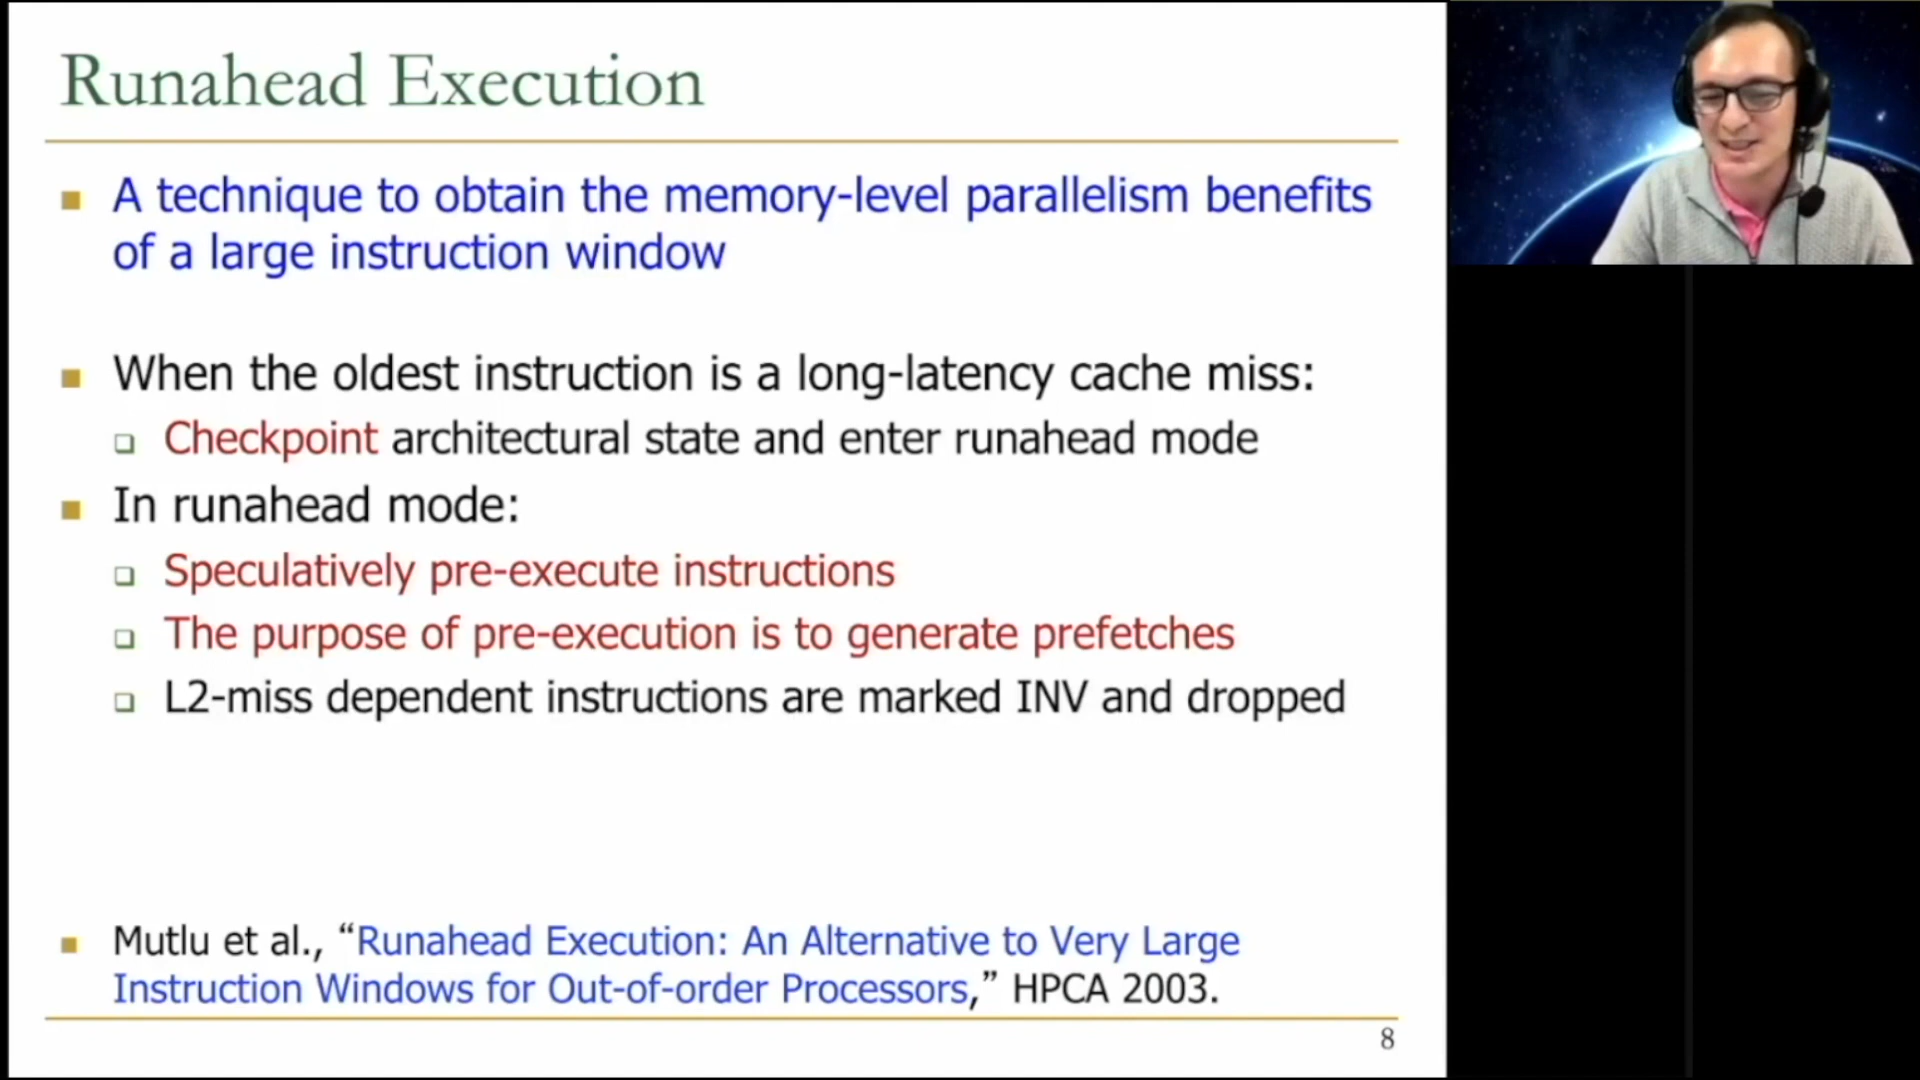 Runahead Execution
A technique to obtain the memory-level parallelism benefits
of a large instruction window
When the oldest instruction is a long-latency cache miss:
Checkpoint architectural state and enter runahead mode
In runahead mode:
Speculatively pre-execute instructions
The purpose of pre-execution is to generate prefetches
L2-miss dependent instructions are marked INV and dropped
Mutlu et al., “Runahead Execution: An Alternative to Very Large
Instruction Windows for Out-of-order Processors,” HPCA 2003.
8